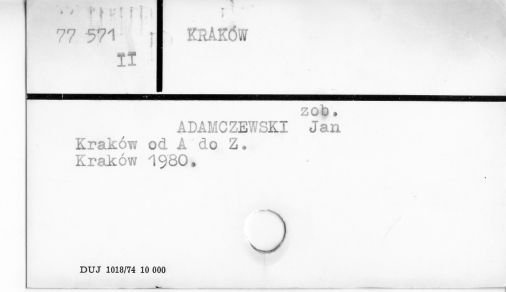 77 571
II
KRAKÓW
zob.
ADAMCZEWSKI Jan
Kraków od A do Z.
Kraków 1980.
DUJ 1018/74 10 000